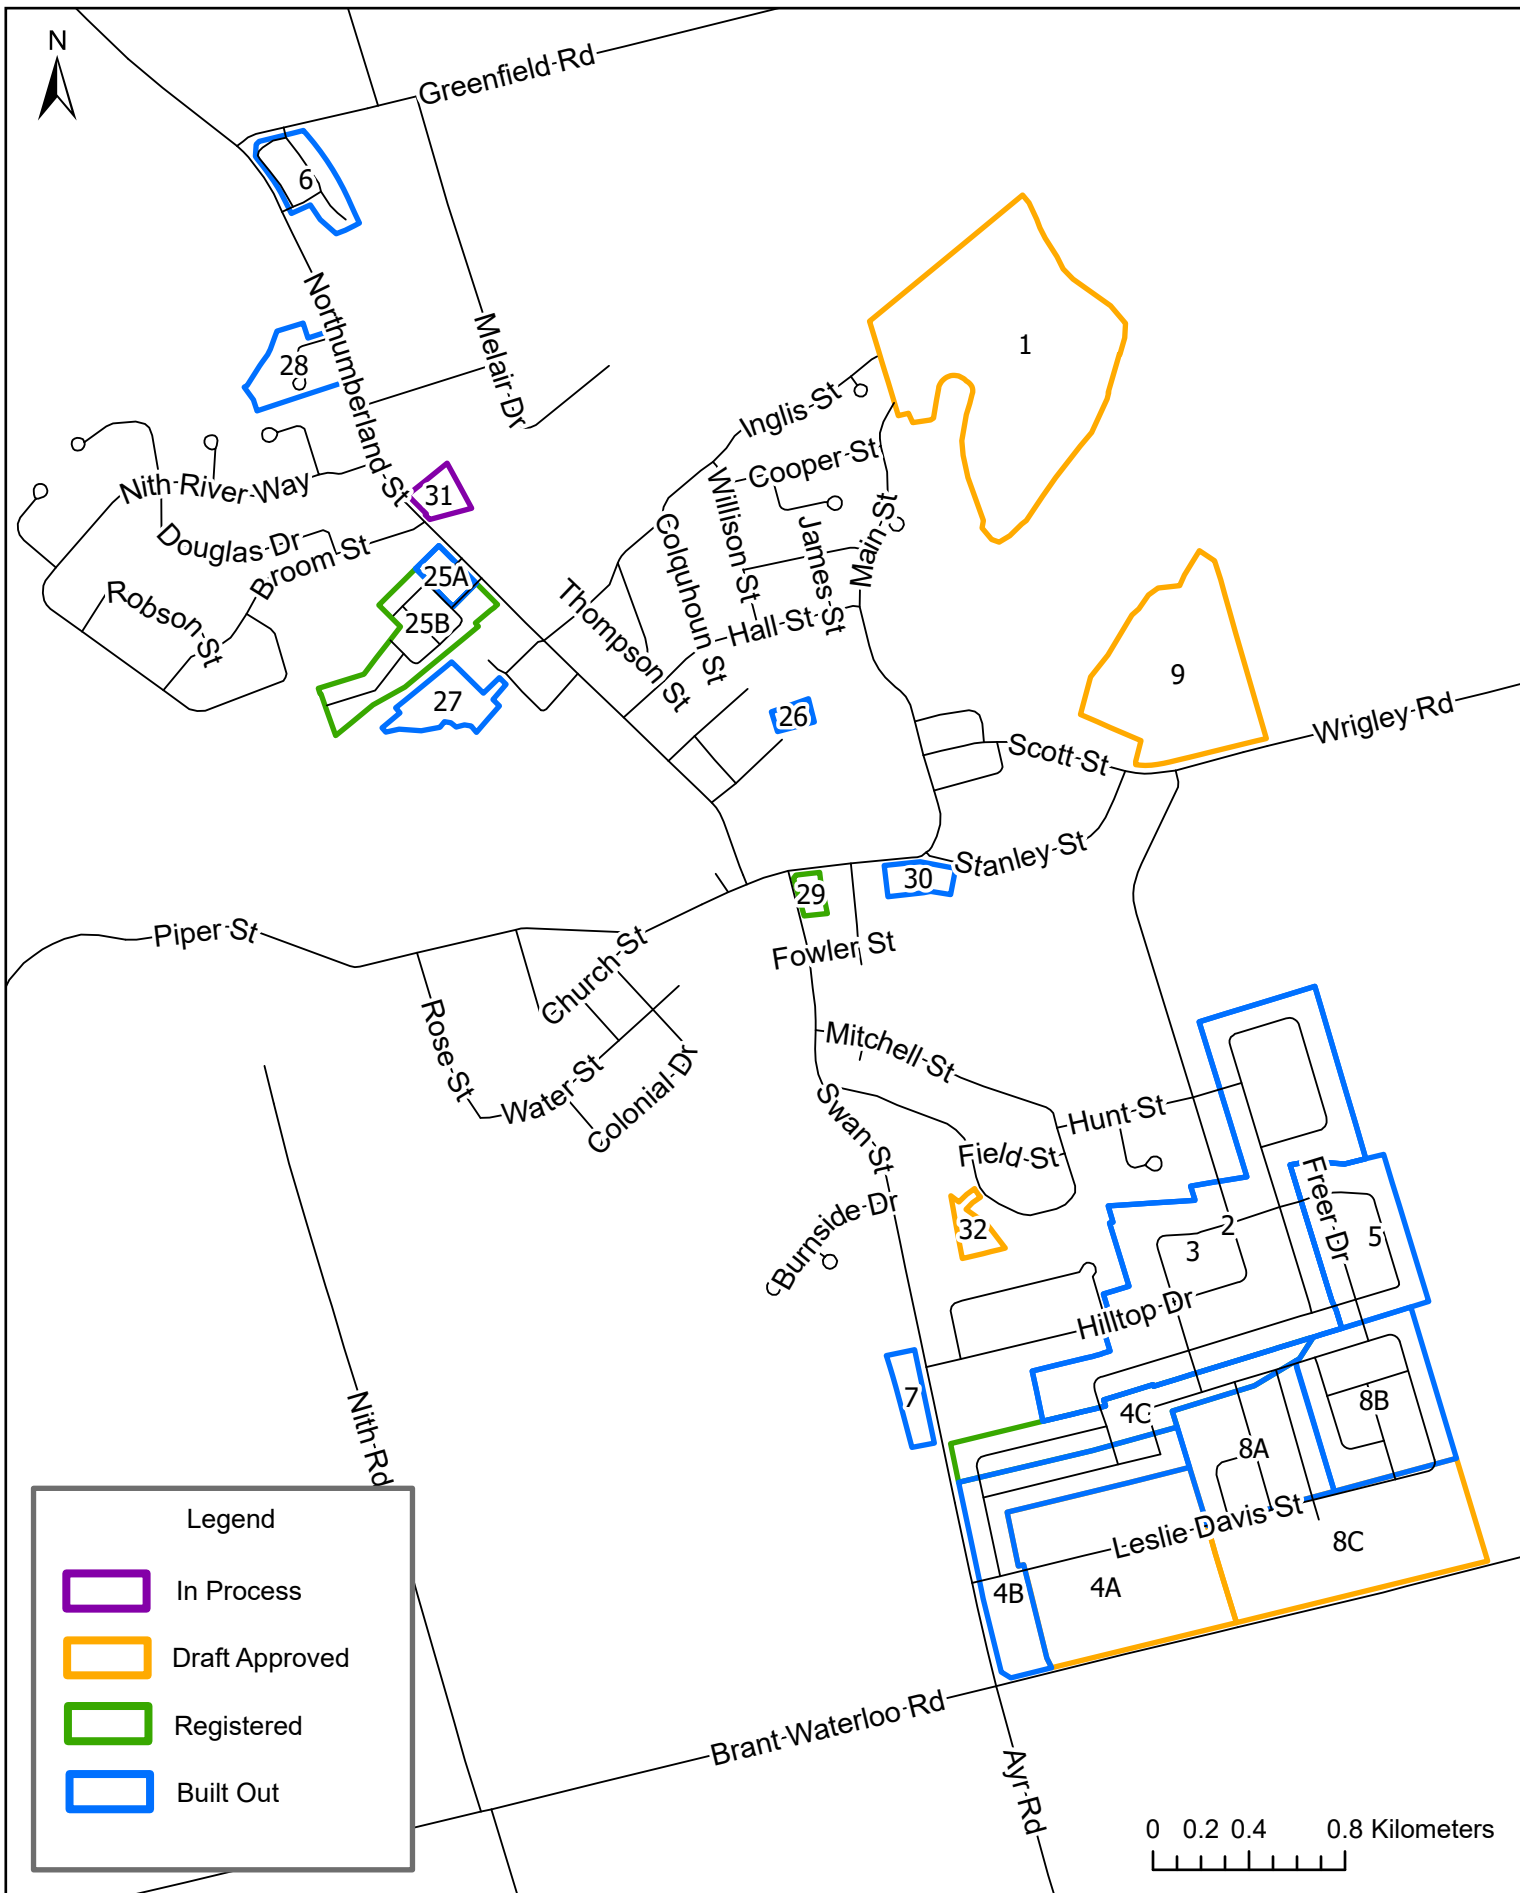 N
Greenfield Rd
6
Northumberland St
Melair Dr
28
1
Inglis St
Cooper St
Nith River Way
31
Willison St
Colquhoun St
James St
Main St
Douglas Dr
Broom St
25A
Robson St
25B
Thompson St
Hall St
27
26
9
Wrigley Rd
Scott St
Stanley St
30
29
Piper St
Church St
Fowler St
Rose St
Water St
Colonial Dr
Mitchell St
Swan St
Hunt St
Field St
Burnside Dr
32
Freer Dr
2
3
5
Hilltop Dr
7
4C
8B
8A
Nith Rd
Leslie Davis St
8C
4B
4A
Legend
In Process
Draft Approved
Registered
Built Out
Brant Waterloo Rd
Ayr Rd
0 0.2 0.4 0.8 Kilometers